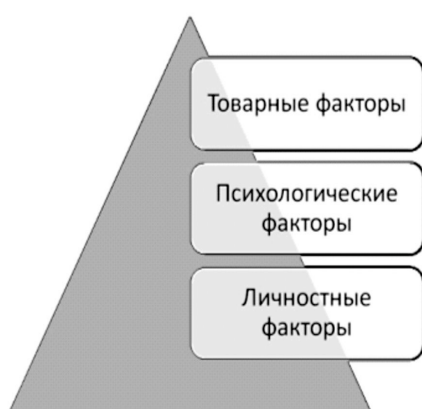 Товарные факторы
Психологические
факторы
Личностные
факторы